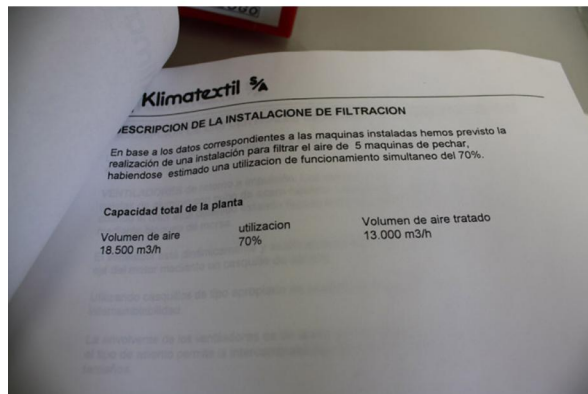 Klimatextil S/A
DESCRIPCION DE LA INSTALACIONE DE FILTRACION
En base a los datos correspondientes a las maquinas instaladas hemos previsto la
realización de una instalación para filtrar el aire de 5 maquinas de pechar,
habiendose estimado una utilizacion de funcionamiento simultaneo del 70%.
Capacidad total de la planta
Volumen de aire utilizacion Volumen de aire tratado
18.500 m3/h 70% 13.000 m3/h